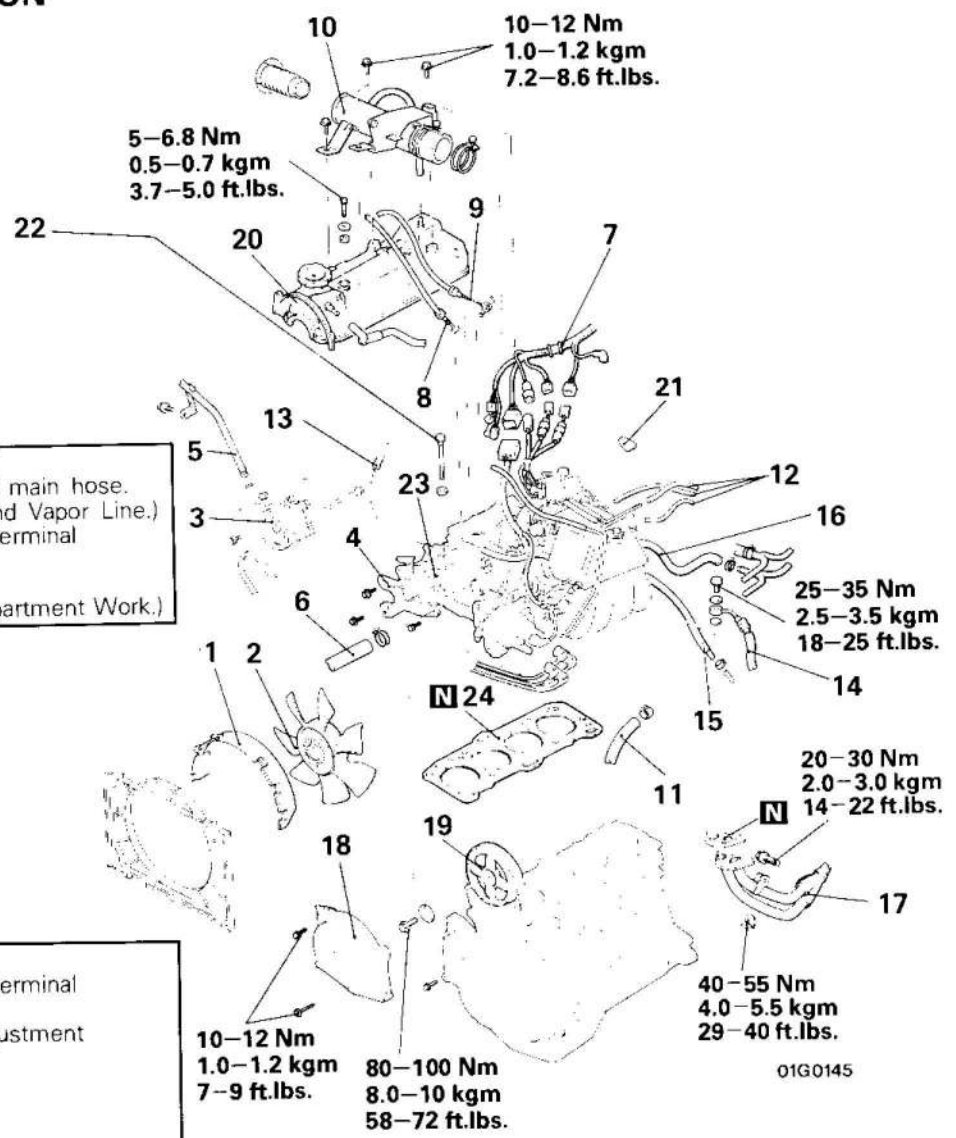 ON
10
10–12 Nm
1.0–1.2 kgm
7.2–8.6 ft.lbs.
5–6.8 Nm
0.5–0.7 kgm
3.7–5.0 ft.lbs.
22
20
9
7
8
21
13
5
main hose.
nd Vapor Line.)
erminal
3
23
12
4
16
partment Work.)
6
25–35 Nm
2.5–3.5 kgm
18–25 ft.lbs.
1
2
14
15
N 24
11
20–30 Nm
2.0–3.0 kgm
14–22 ft.lbs.
N
19
18
17
erminal
justment
40–55 Nm
4.0–5.5 kgm
29–40 ft.lbs.
10–12 Nm
1.0–1.2 kgm
7–9 ft.lbs.
80–100 Nm
8.0–10 kgm
58–72 ft.lbs.
01G0145